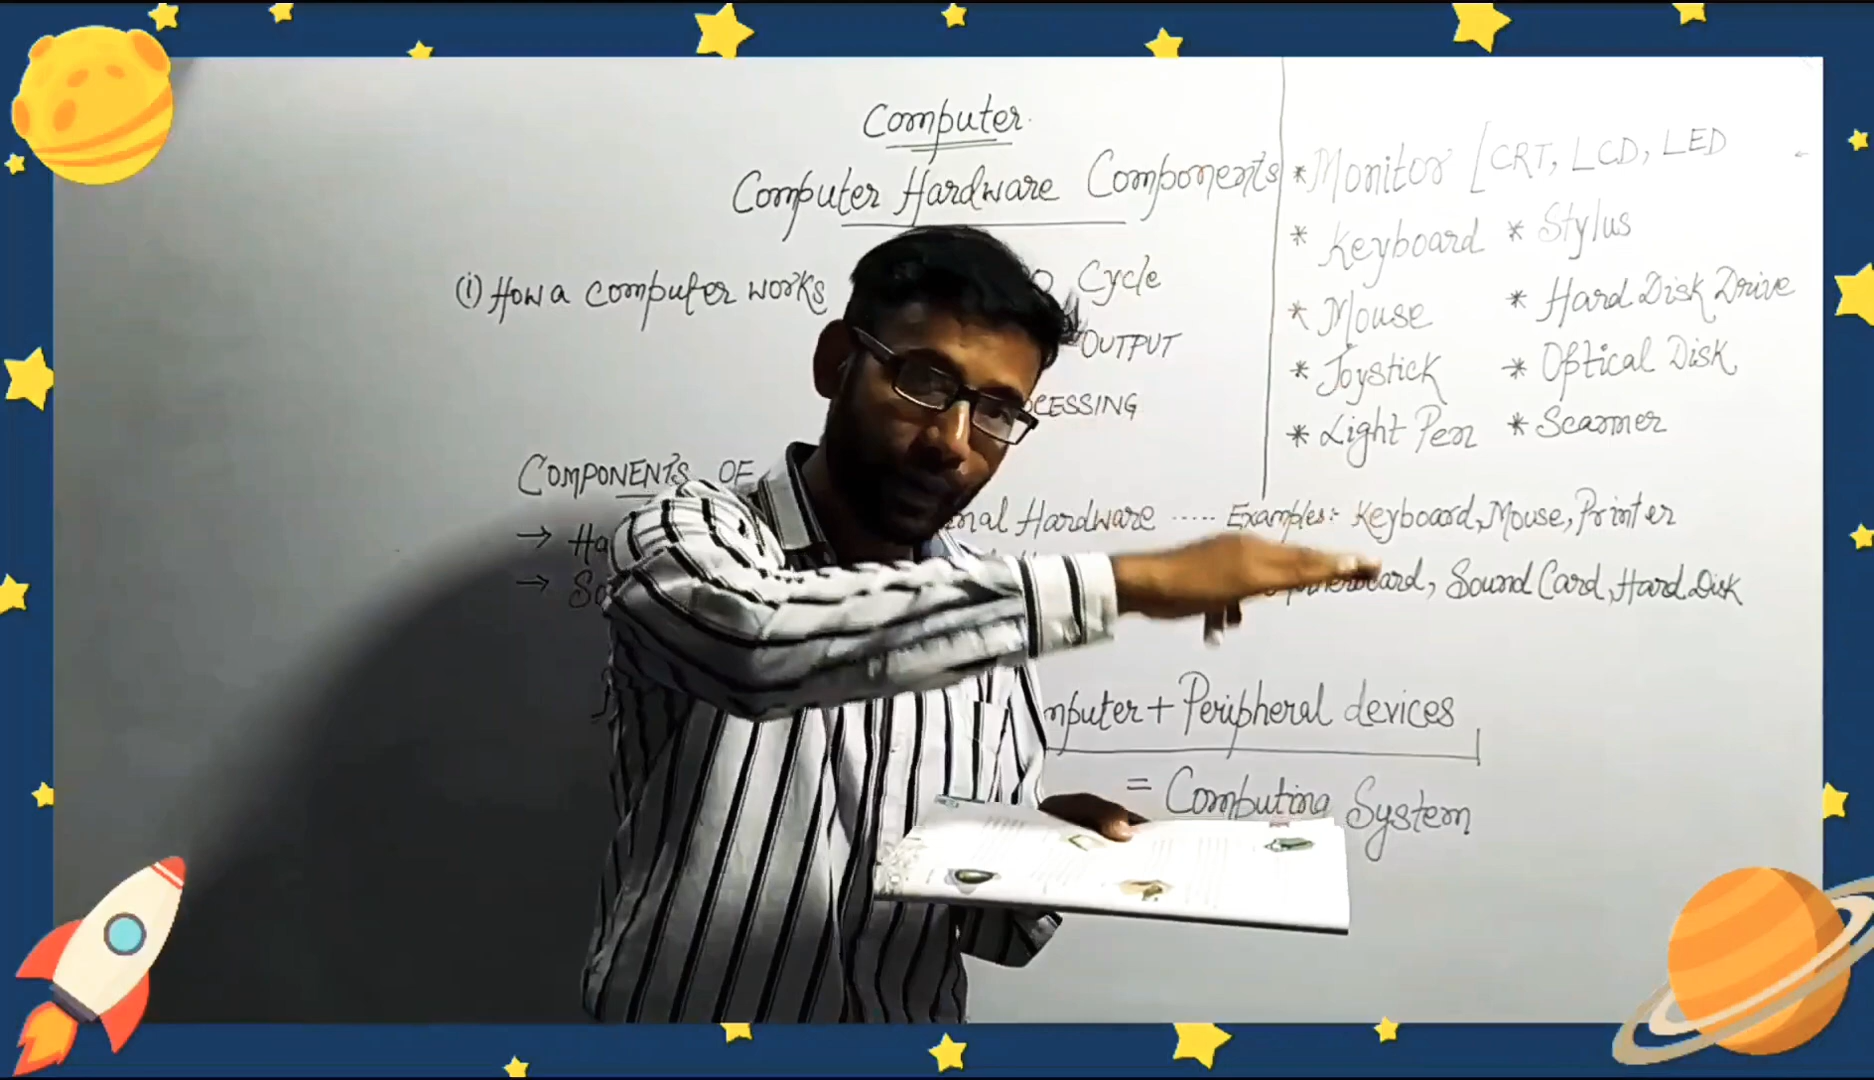 Computer
Computer Hardware Components
(i) How a computer works
Cycle
OUTPUT
COMPONENTS OF
→
→
Hardware ..... Examples:- Keyboard, Mouse, Printer
Sound Card, Hard Disk
+ Peripheral devices
= Computing System
* Monitor [CRT, LCD, LED
* Keyboard * Stylus
* Mouse * Hard Disk Drive
* Joystick * Optical Disk
* Light Pen * Scanner